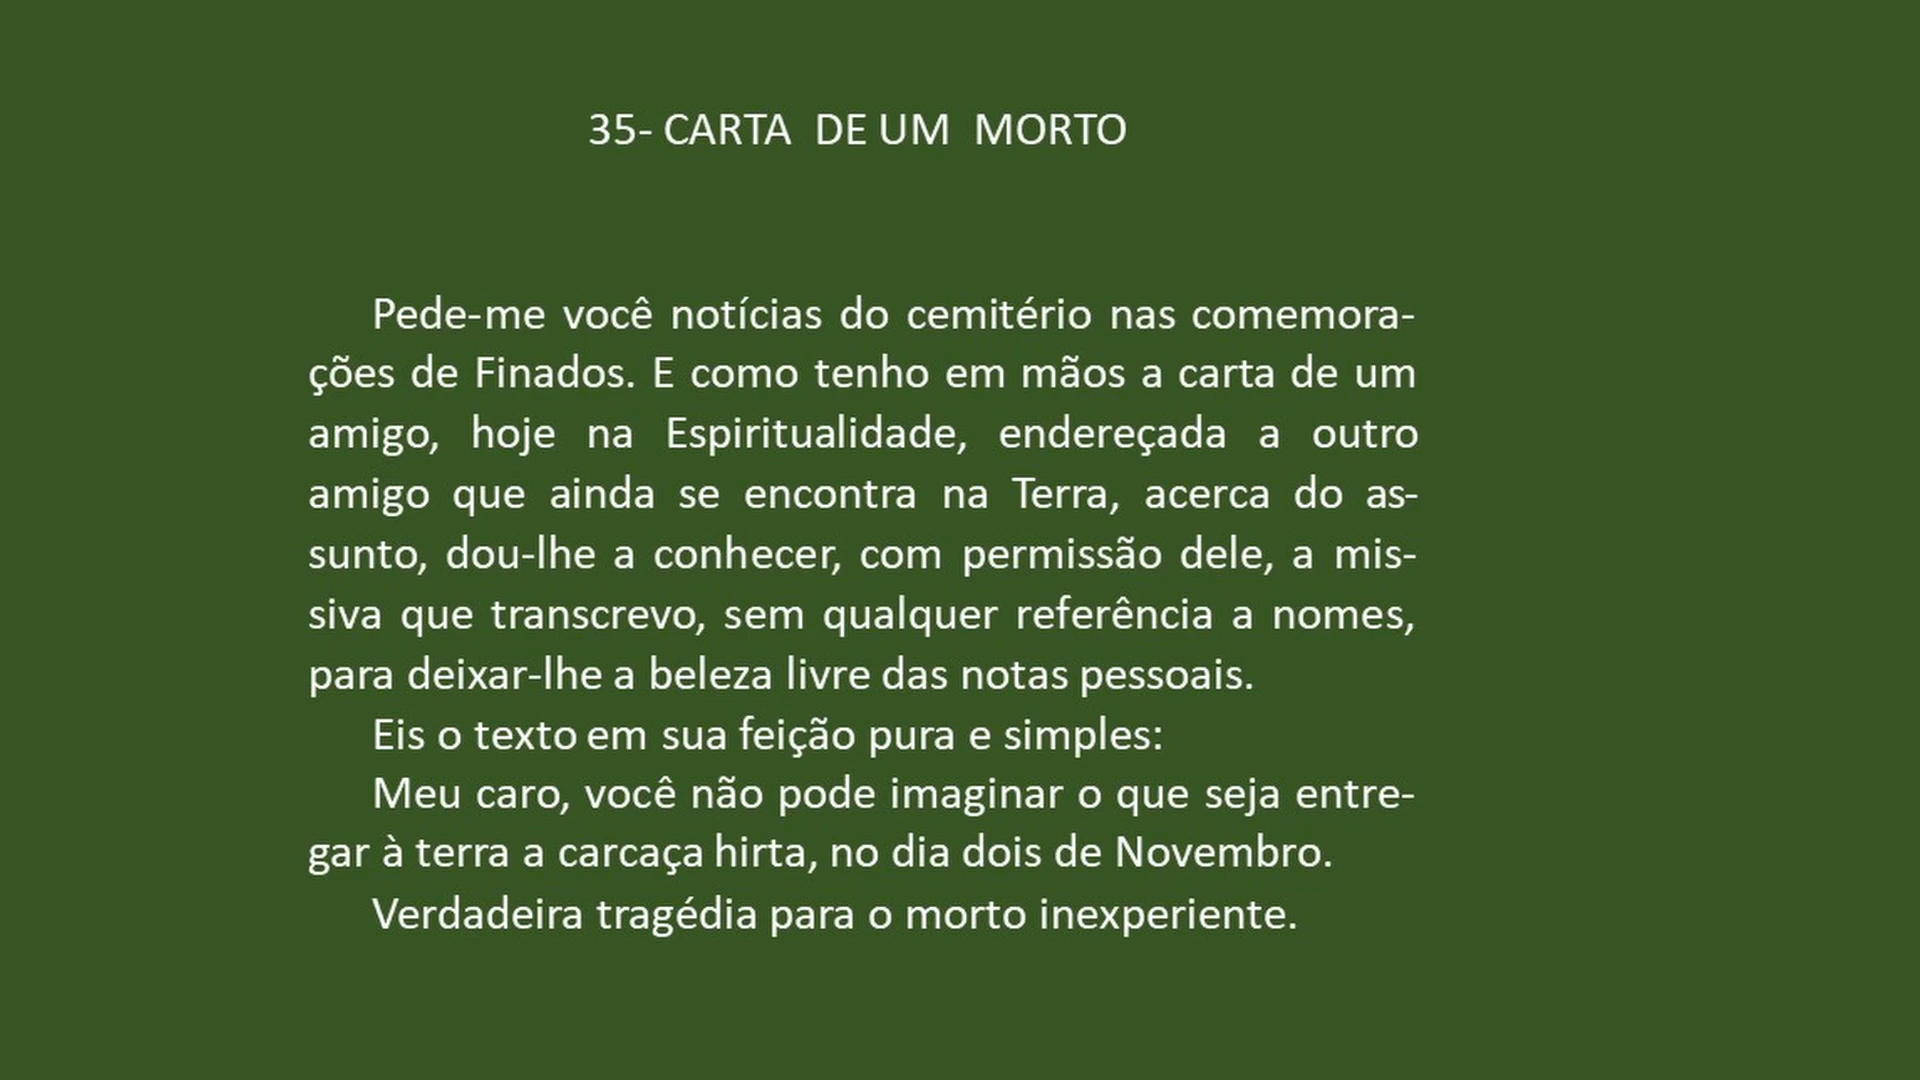 35- CARTA DE UM MORTO
Pede-me você notícias do cemitério nas comemora-
ções de Finados. E como tenho em mãos a carta de um
amigo, hoje na Espiritualidade, endereçada a outro
amigo que ainda se encontra na Terra, acerca do as-
sunto, dou-lhe a conhecer, com permissão dele, a mis-
siva que transcrevo, sem qualquer referência a nomes,
para deixar-lhe a beleza livre das notas pessoais.
Eis o texto em sua feição pura e simples:
Meu caro, você não pode imaginar o que seja entre-
gar à terra a carcaça hirta, no dia dois de Novembro.
Verdadeira tragédia para o morto inexperiente.